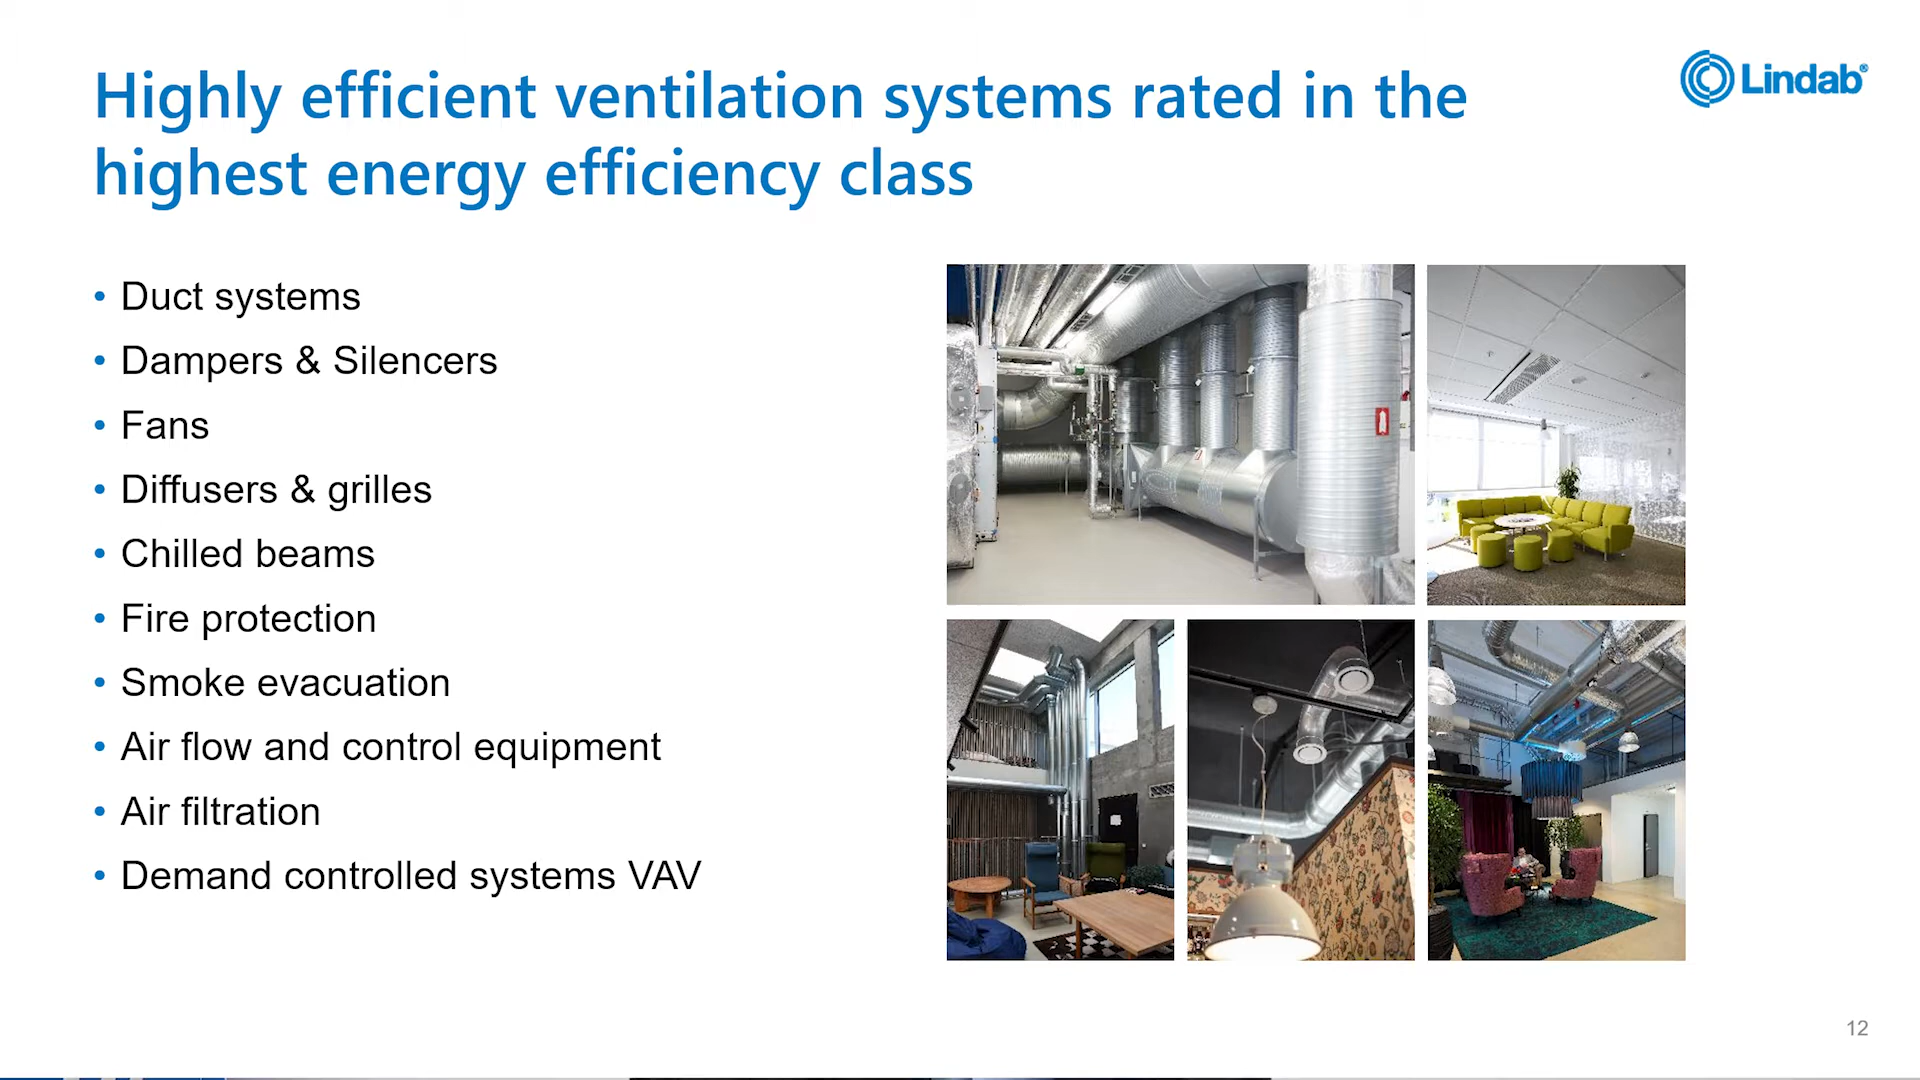 Highly efficient ventilation systems rated in the
highest energy efficiency class
Lindab®
• Duct systems
• Dampers & Silencers
• Fans
• Diffusers & grilles
• Chilled beams
• Fire protection
• Smoke evacuation
• Air flow and control equipment
• Air filtration
• Demand controlled systems VAV
12